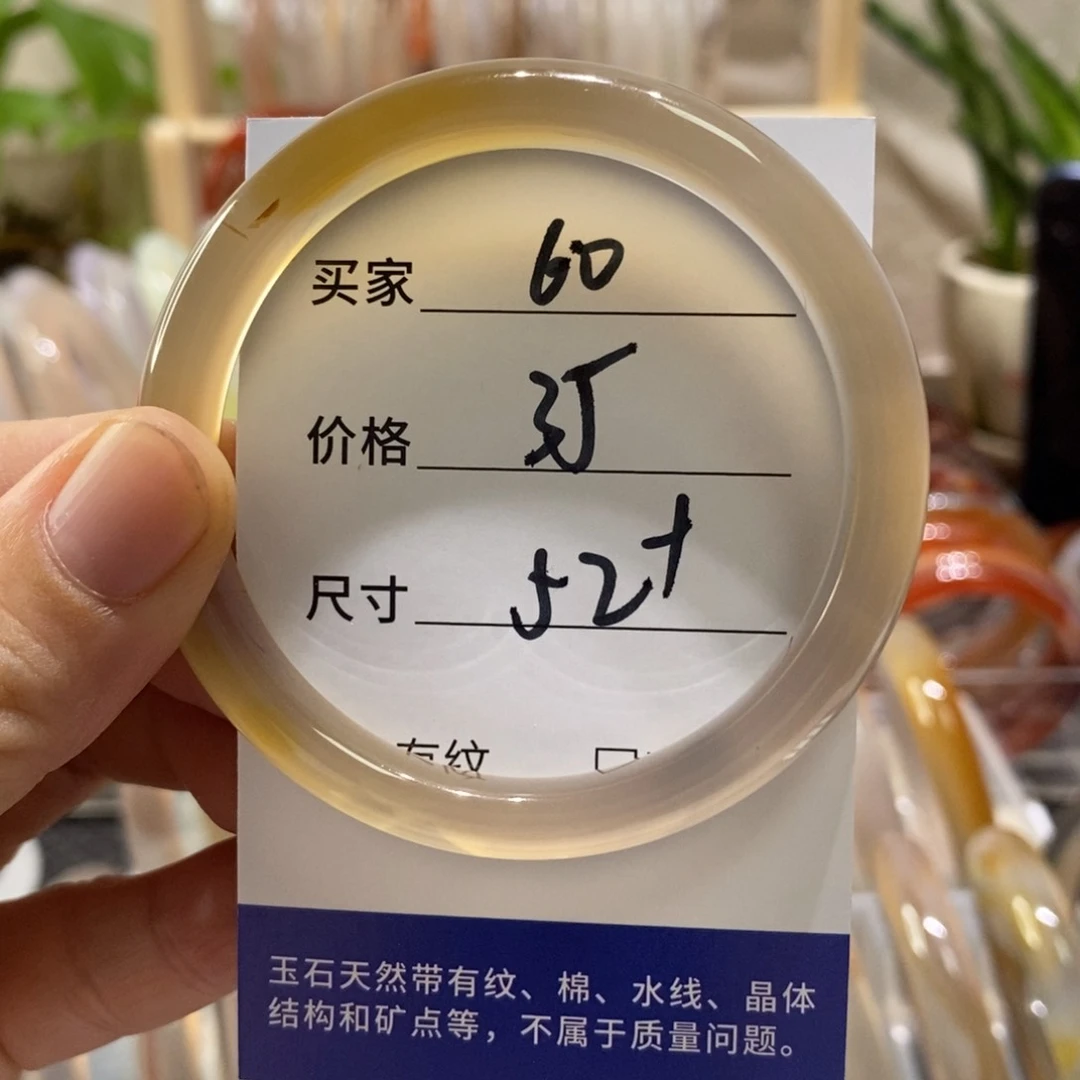 买家 60
价格
尺寸 52+
有纹
玉石天然带有纹、棉、水线、晶体
结构和矿点等，不属于质量问题。